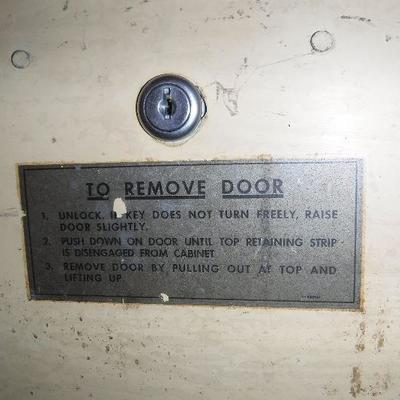 TO REMOVE DOOR
1. UNLOCK. IF KEY DOES NOT TURN FREELY, RAISE
DOOR SLIGHTLY.
2. PUSH DOWN ON DOOR UNTIL TOP RETAINING STRIP
IS DISENGAGED FROM CABINET
3. REMOVE DOOR BY PULLING OUT AT TOP AND
LIFTING UP